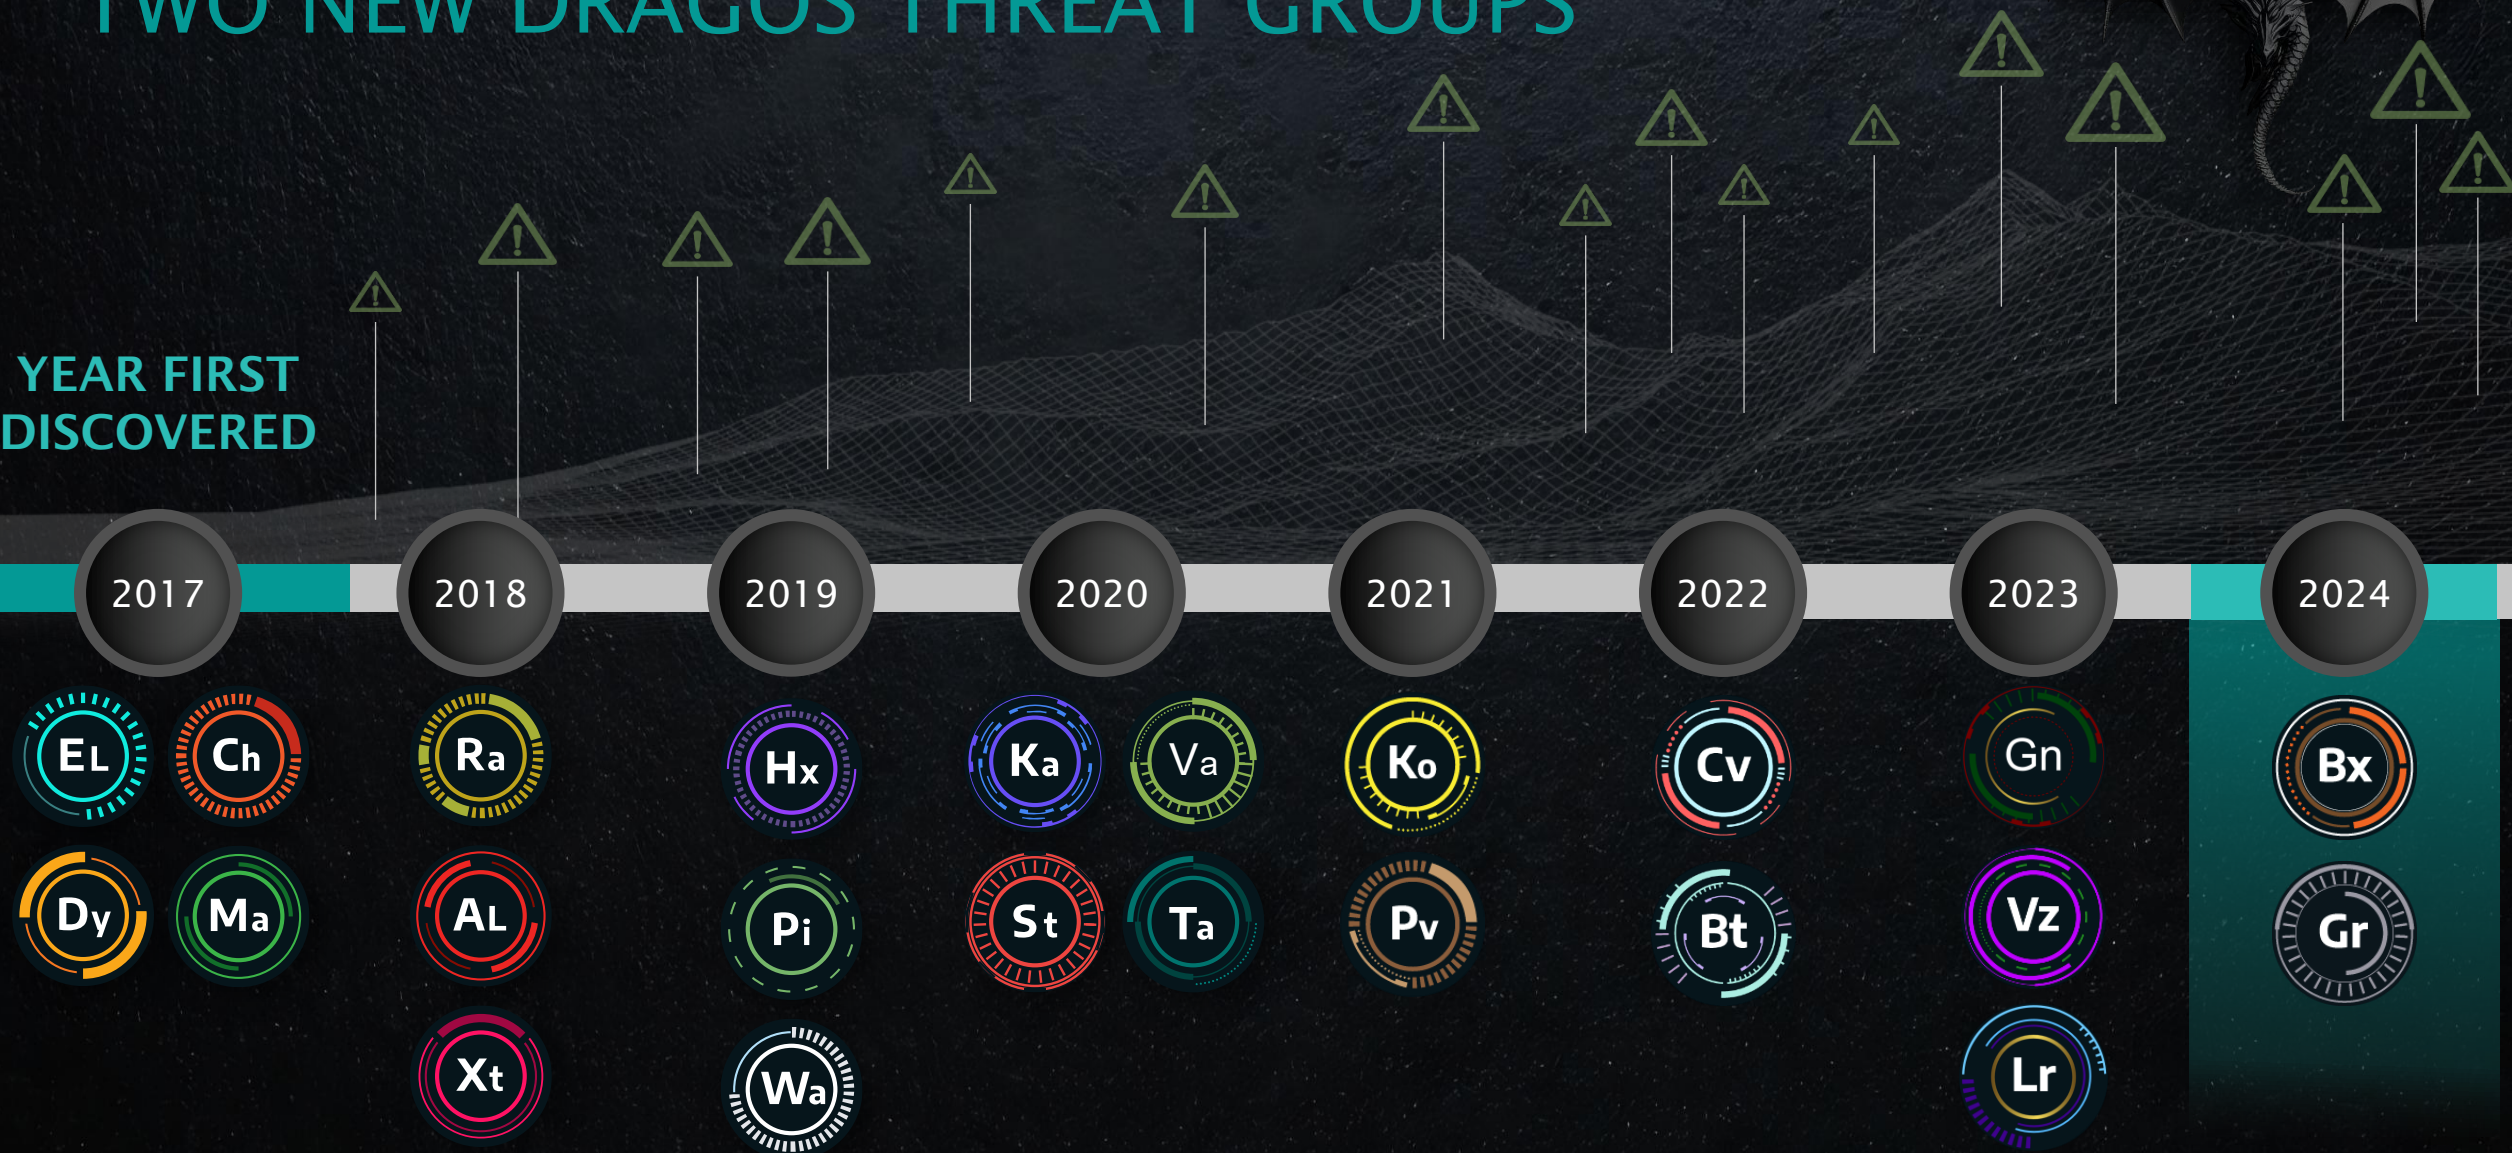 TWO NEW DRAGOS THREAT GROUPS
YEAR FIRST
DISCOVERED
2017 2018 2019 2020 2021 2022 2023 2024
EL Ch Ra Hx Ka Va Ko Cv Gn Bx
Dy Ma AL Pi St Ta Pv Bt Vz Gr
Xt Wa Lr